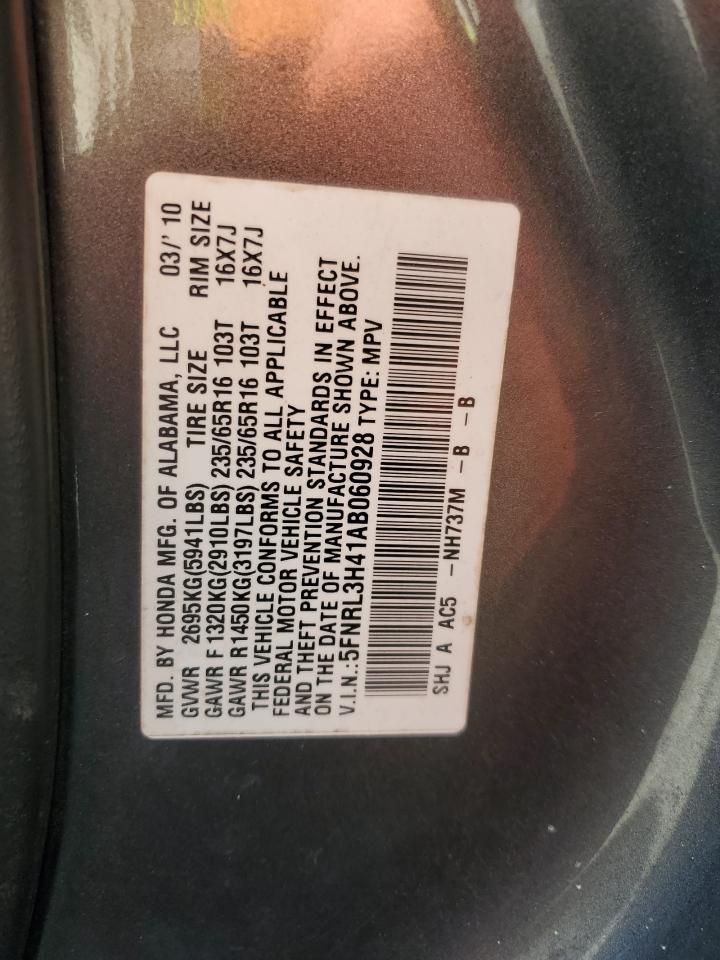 MFD. BY HONDA MFG. OF ALABAMA, LLC 03/'10
GVWR 2695KG(5941LBS) TIRE SIZE RIM SIZE
GAWR F 1320KG(2910LBS) 235/65R16 103T 16X7J
GAWR R1450KG(3197LBS) 235/65R16 103T 16X7J
THIS VEHICLE CONFORMS TO ALL APPLICABLE
FEDERAL MOTOR VEHICLE SAFETY
AND THEFT PREVENTION STANDARDS IN EFFECT
ON THE DATE OF MANUFACTURE SHOWN ABOVE.
V.I.N.:5FNRL3H41AB060928 TYPE: MPV
SHJ A AC5 -NH737M -B -B